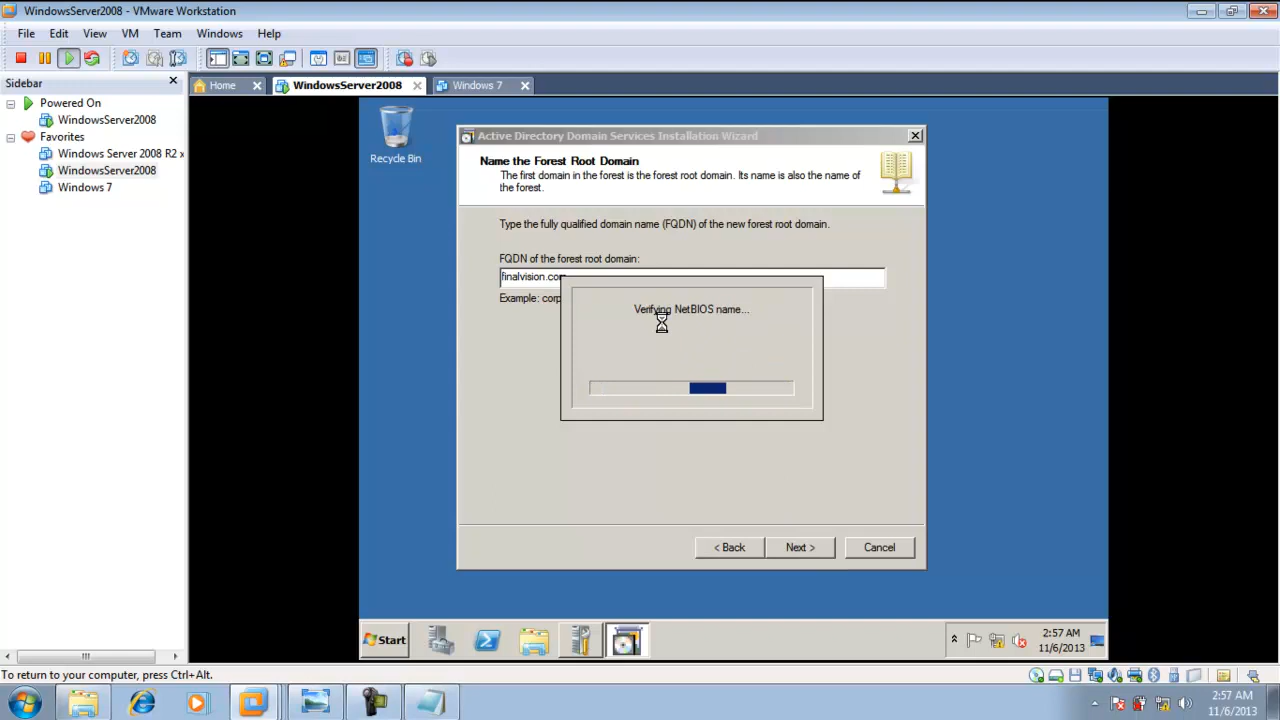 WindowsServer2008 - VMware Workstation
File Edit View VM Team Windows Help
Sidebar
Powered On
WindowsServer2008
Favorites
Windows Server 2008 R2 x
WindowsServer2008
Windows 7
Home
WindowsServer2008
Windows 7
Recycle Bin
Active Directory Domain Services Installation Wizard
Name the Forest Root Domain
The first domain in the forest is the forest root domain. Its name is also the name of
the forest.
Type the fully qualified domain name (FQDN) of the new forest root domain.
FQDN of the forest root domain:
finalvision.com
Example: corp
Verifying NetBIOS name...
< Back Next > Cancel
Start
2:57 AM
11/6/2013
To return to your computer, press Ctrl+Alt.
2:57 AM
11/6/2013